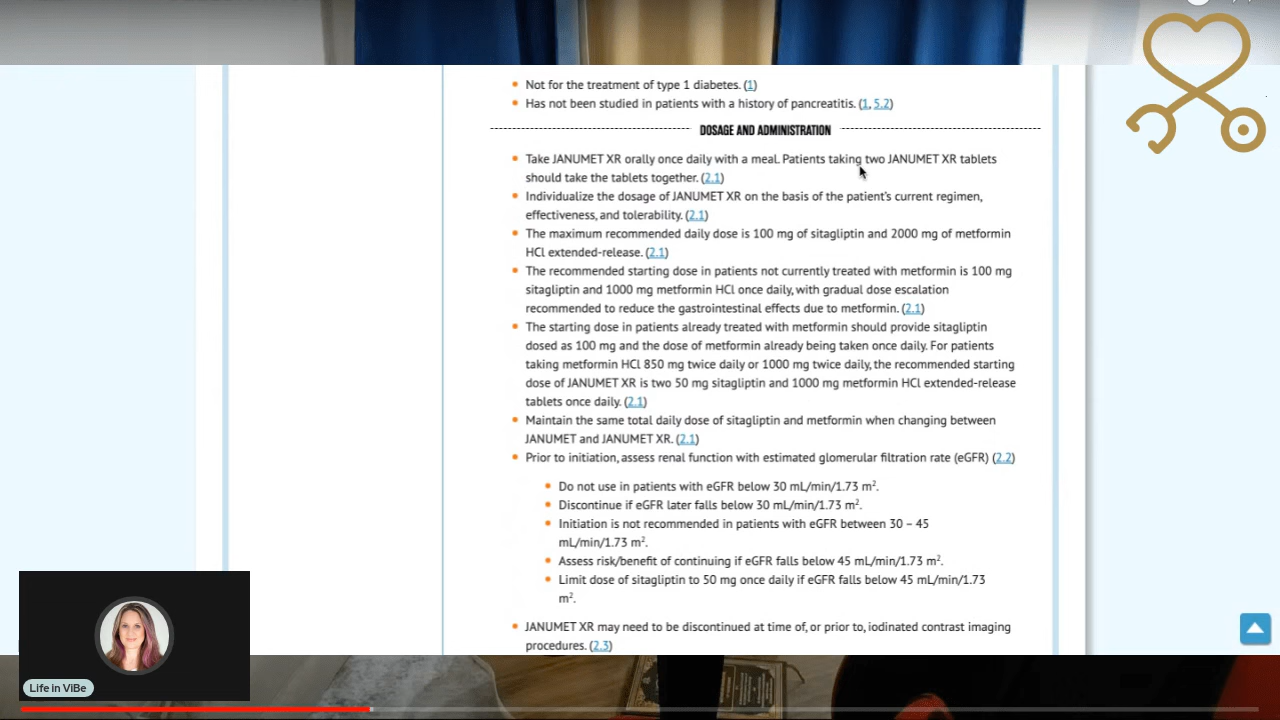 Not for the treatment of type 1 diabetes. (1)
Has not been studied in patients with a history of pancreatitis. (1, 5.2)
DOSAGE AND ADMINISTRATION
Take JANUMET XR orally once daily with a meal. Patients taking two JANUMET XR tablets
should take the tablets together. (2.1)
Individualize the dosage of JANUMET XR on the basis of the patient's current regimen,
effectiveness, and tolerability. (2.1)
The maximum recommended daily dose is 100 mg of sitagliptin and 2000 mg of metformin
HCl extended-release. (2.1)
The recommended starting dose in patients not currently treated with metformin is 100 mg
sitagliptin and 1000 mg metformin HCl once daily, with gradual dose escalation
recommended to reduce the gastrointestinal effects due to metformin. (2.1)
The starting dose in patients already treated with metformin should provide sitagliptin
dosed as 100 mg and the dose of metformin already being taken once daily. For patients
taking metformin HCl 850 mg twice daily or 1000 mg twice daily, the recommended starting
dose of JANUMET XR is two 50 mg sitagliptin and 1000 mg metformin HCl extended-release
tablets once daily. (2.1)
Maintain the same total daily dose of sitagliptin and metformin when changing between
JANUMET and JANUMET XR. (2.1)
Prior to initiation, assess renal function with estimated glomerular filtration rate (eGFR) (2.2)
Do not use in patients with eGFR below 30 mL/min/1.73 m².
Discontinue if eGFR later falls below 30 mL/min/1.73 m².
Initiation is not recommended in patients with eGFR between 30 – 45
mL/min/1.73 m².
Assess risk/benefit of continuing if eGFR falls below 45 mL/min/1.73 m².
Limit dose of sitagliptin to 50 mg once daily if eGFR falls below 45 mL/min/1.73
m².
JANUMET XR may need to be discontinued at time of, or prior to, iodinated contrast imaging
procedures. (2.3)
Life in ViBe